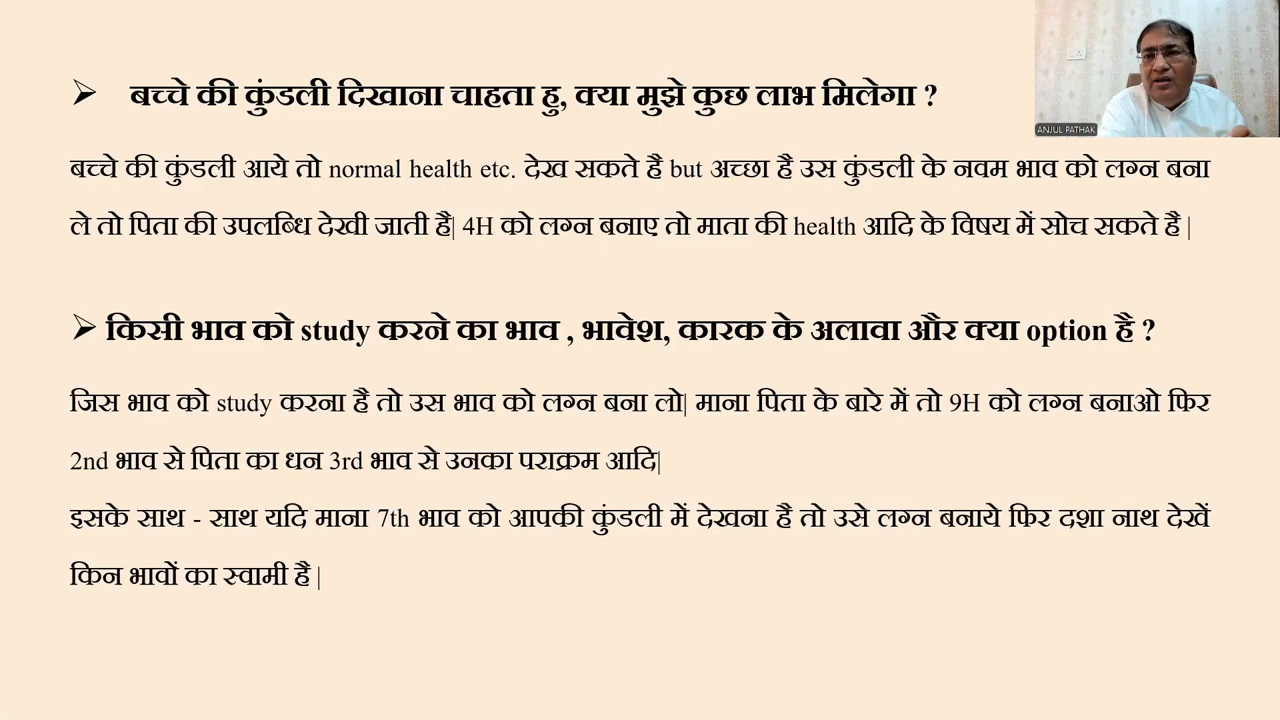 ➢ बच्चे की कुंडली दिखाना चाहता हु, क्या मुझे कुछ लाभ मिलेगा ?
ANJUL PATHAK
बच्चे की कुंडली आये तो normal health etc. देख सकते है but अच्छा है उस कुंडली के नवम भाव को लग्न बना
ले तो पिता की उपलब्धि देखी जाती है| 4H को लग्न बनाए तो माता की health आदि के विषय में सोच सकते है |
➢ किसी भाव को study करने का भाव , भावेश, कारक के अलावा और क्या option है ?
जिस भाव को study करना है तो उस भाव को लग्न बना लो| माना पिता के बारे में तो 9H को लग्न बनाओ फिर
2nd भाव से पिता का धन 3rd भाव से उनका पराक्रम आदि|
इसके साथ - साथ यदि माना 7th भाव को आपकी कुंडली में देखना है तो उसे लग्न बनाये फिर दशा नाथ देखें
किन भावों का स्वामी है |